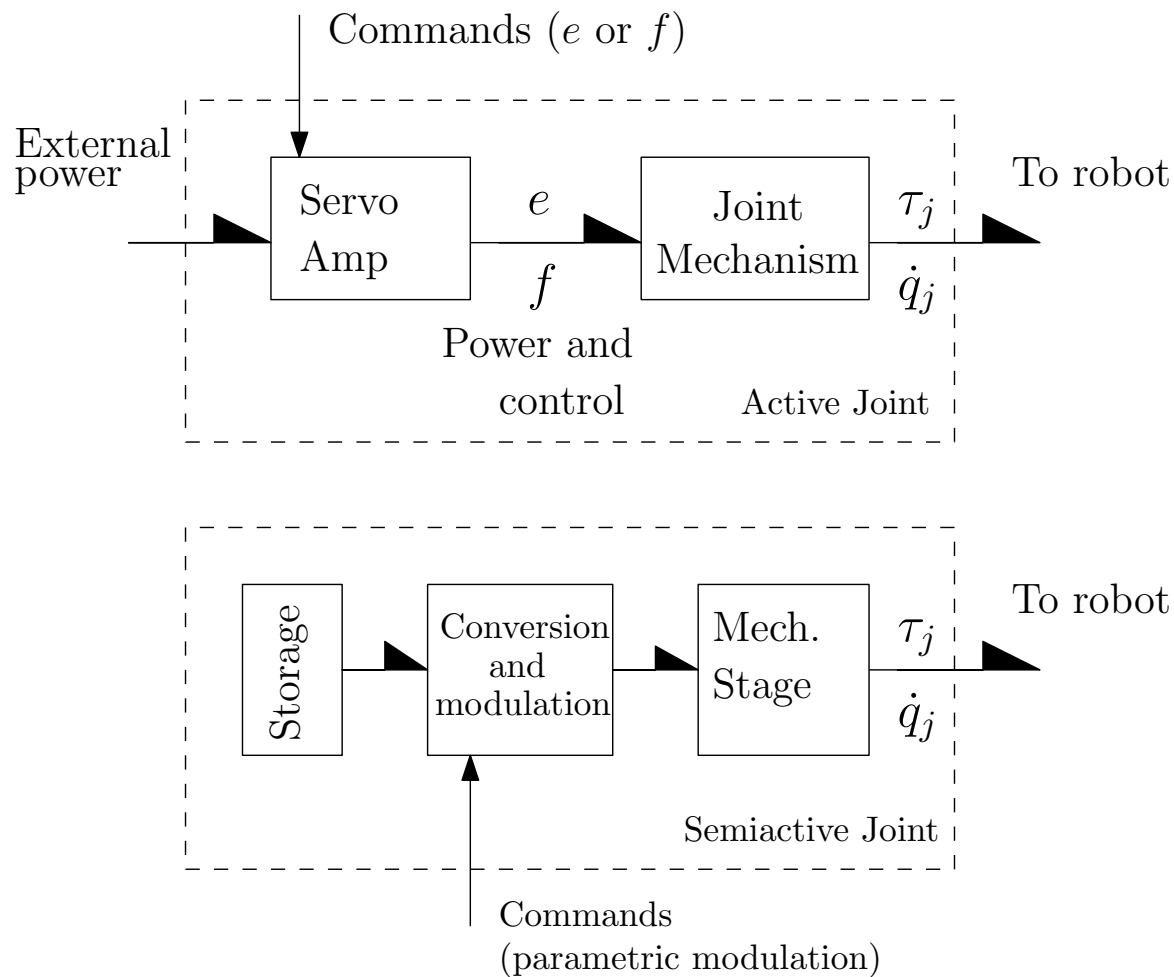 Commands (e or f)
External
power
Servo
Amp
e
f
Joint
Mechanism
τ_j
q̇_j
To robot
Power and
control
Active Joint
Storage
Conversion
and
modulation
Mech.
Stage
τ_j
q̇_j
To robot
Semiactive Joint
Commands
(parametric modulation)